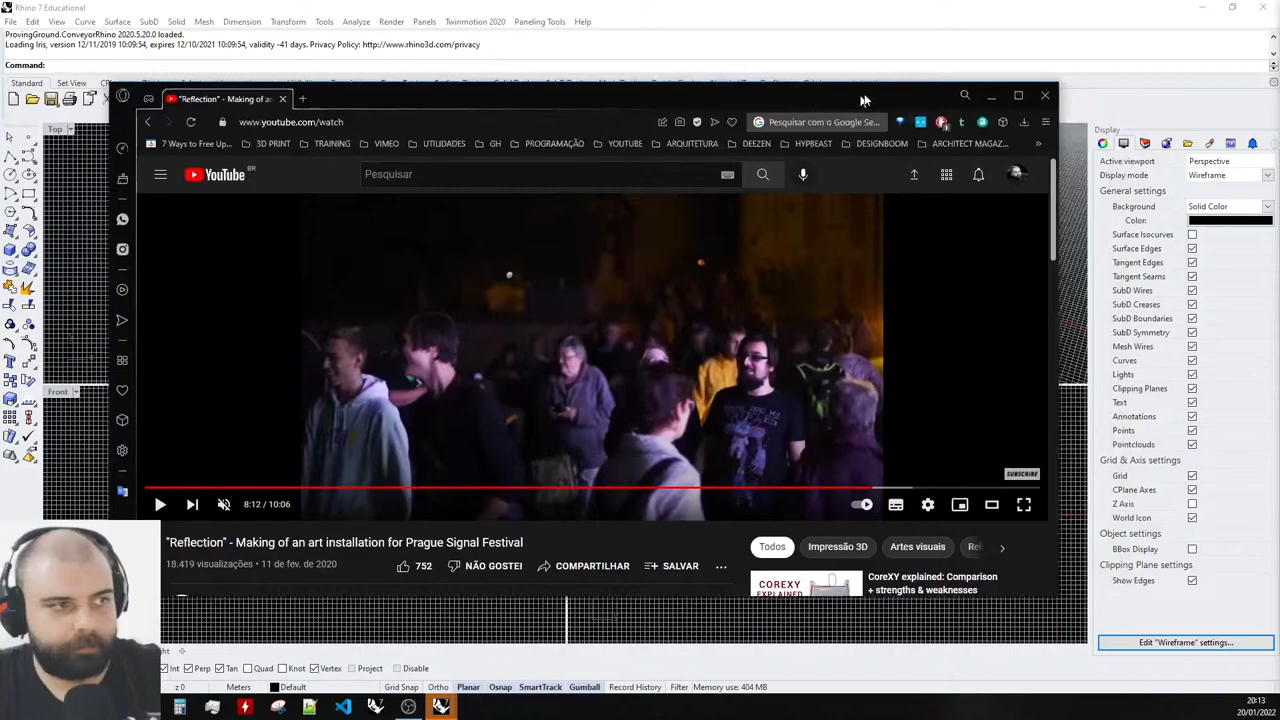 Rhino 7 Educational
File Edit View Curve Surface SubD Solid Mesh Dimension Transform Tools Analyze Render Panels Twinmotion 2020 Paneling Tools Help
ProvingGround.ConveyorRhino 2020.5.20.0 loaded.
Loading Iris, version 12/11/2019 10:09:54, expires 12/10/2021 10:09:54, validity -41 days. Privacy Policy: http://www.rhino3d.com/privacy
Command:
Standard Set View
"Reflection" - Making of an
www.youtube.com/watch
Pesquisar com o Google Se...
7 Ways to Free Up... 3D PRINT TRAINING VIMEO UTILIDADES GH PROGRAMAÇÃO YOUTUBE ARQUITETURA DEEZEN HYPBEAST DESIGNBOOM ARCHITECT MAGAZ...
YouTube BR
Pesquisar
SUBSCRIBE
8:12 / 10:06
"Reflection" - Making of an art installation for Prague Signal Festival
18.419 visualizações • 11 de fev. de 2020
752 NÃO GOSTEI COMPARTILHAR SALVAR
Todos Impressão 3D Artes visuais Rel
COREXY
EXPLAINED
CoreXY explained: Comparison
+ strengths & weaknesses
Top
Front
Display
Active viewport Perspective
Display mode Wireframe
General settings
Background Solid Color
Color:
Surface Isocurves
Surface Edges
Tangent Edges
Tangent Seams
SubD Wires
SubD Creases
SubD Boundaries
SubD Symmetry
Mesh Wires
Curves
Lights
Clipping Planes
Text
Annotations
Points
Pointclouds
Grid & Axis settings
Grid
CPlane Axes
Z Axis
World Icon
Object settings
BBox Display
Clipping Plane settings
Show Edges
Edit "Wireframe" settings...
ght
Int Perp Tan Quad Knot Vertex Project Disable
z 0 Meters Default Grid Snap Ortho Planar Osnap SmartTrack Gumball Record History Filter Memory use: 404 MB
20:13
20/01/2022